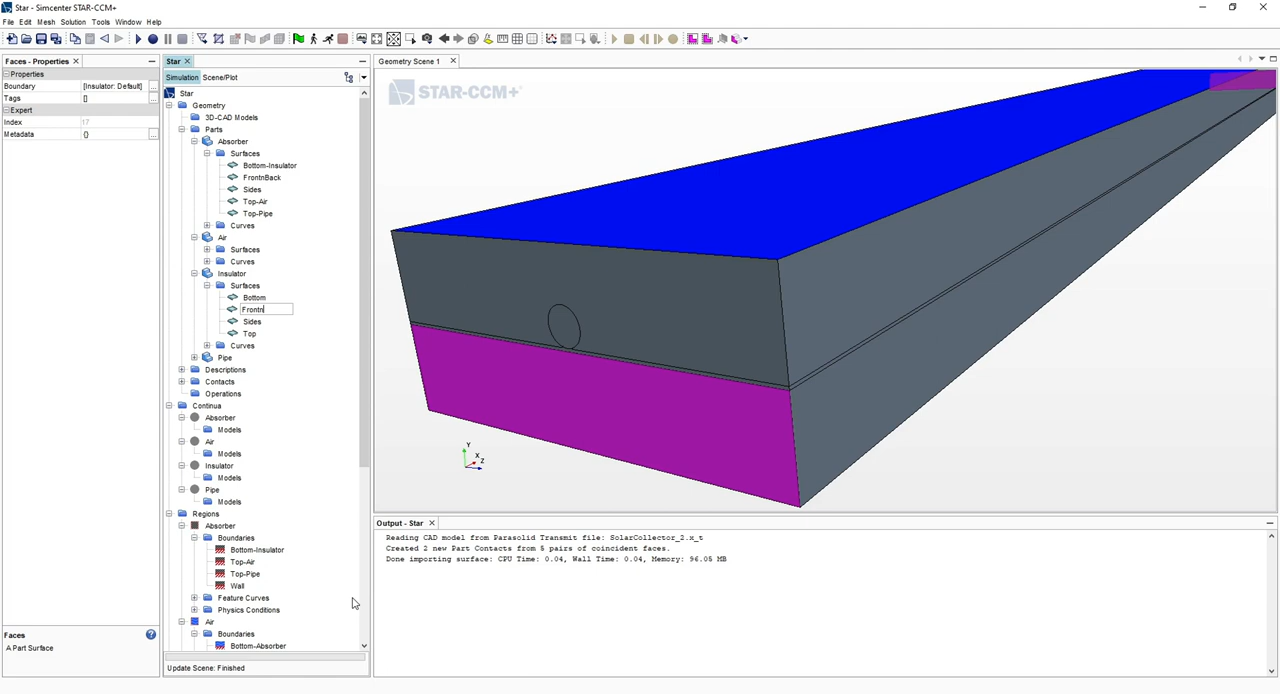 Star - Simcenter STAR-CCM+
File Edit Mesh Solution Tools Window Help
Faces - Properties
Properties
Boundary [Insulator: Default]
Tags []
Expert
Index 17
Metadata {}
Faces
A Part Surface
Star
Simulation Scene/Plot
Star
Geometry
3D-CAD Models
Parts
Absorber
Surfaces
Bottom-Insulator
FrontnBack
Sides
Top-Air
Top-Pipe
Curves
Air
Surfaces
Curves
Insulator
Surfaces
Bottom
Frontn
Sides
Top
Curves
Pipe
Descriptions
Contacts
Operations
Continua
Absorber
Models
Air
Models
Insulator
Models
Pipe
Models
Regions
Absorber
Boundaries
Bottom-Insulator
Top-Air
Top-Pipe
Wall
Feature Curves
Physics Conditions
Air
Boundaries
Bottom-Absorber
Update Scene: Finished
Geometry Scene 1
STAR-CCM+
Y
X
Z
Output - Star
Reading CAD model from Parasolid Transmit file: SolarCollector_2.x_t
Created 2 new Part Contacts from 5 pairs of coincident faces.
Done importing surface: CPU Time: 0.04, Wall Time: 0.04, Memory: 96.05 MB